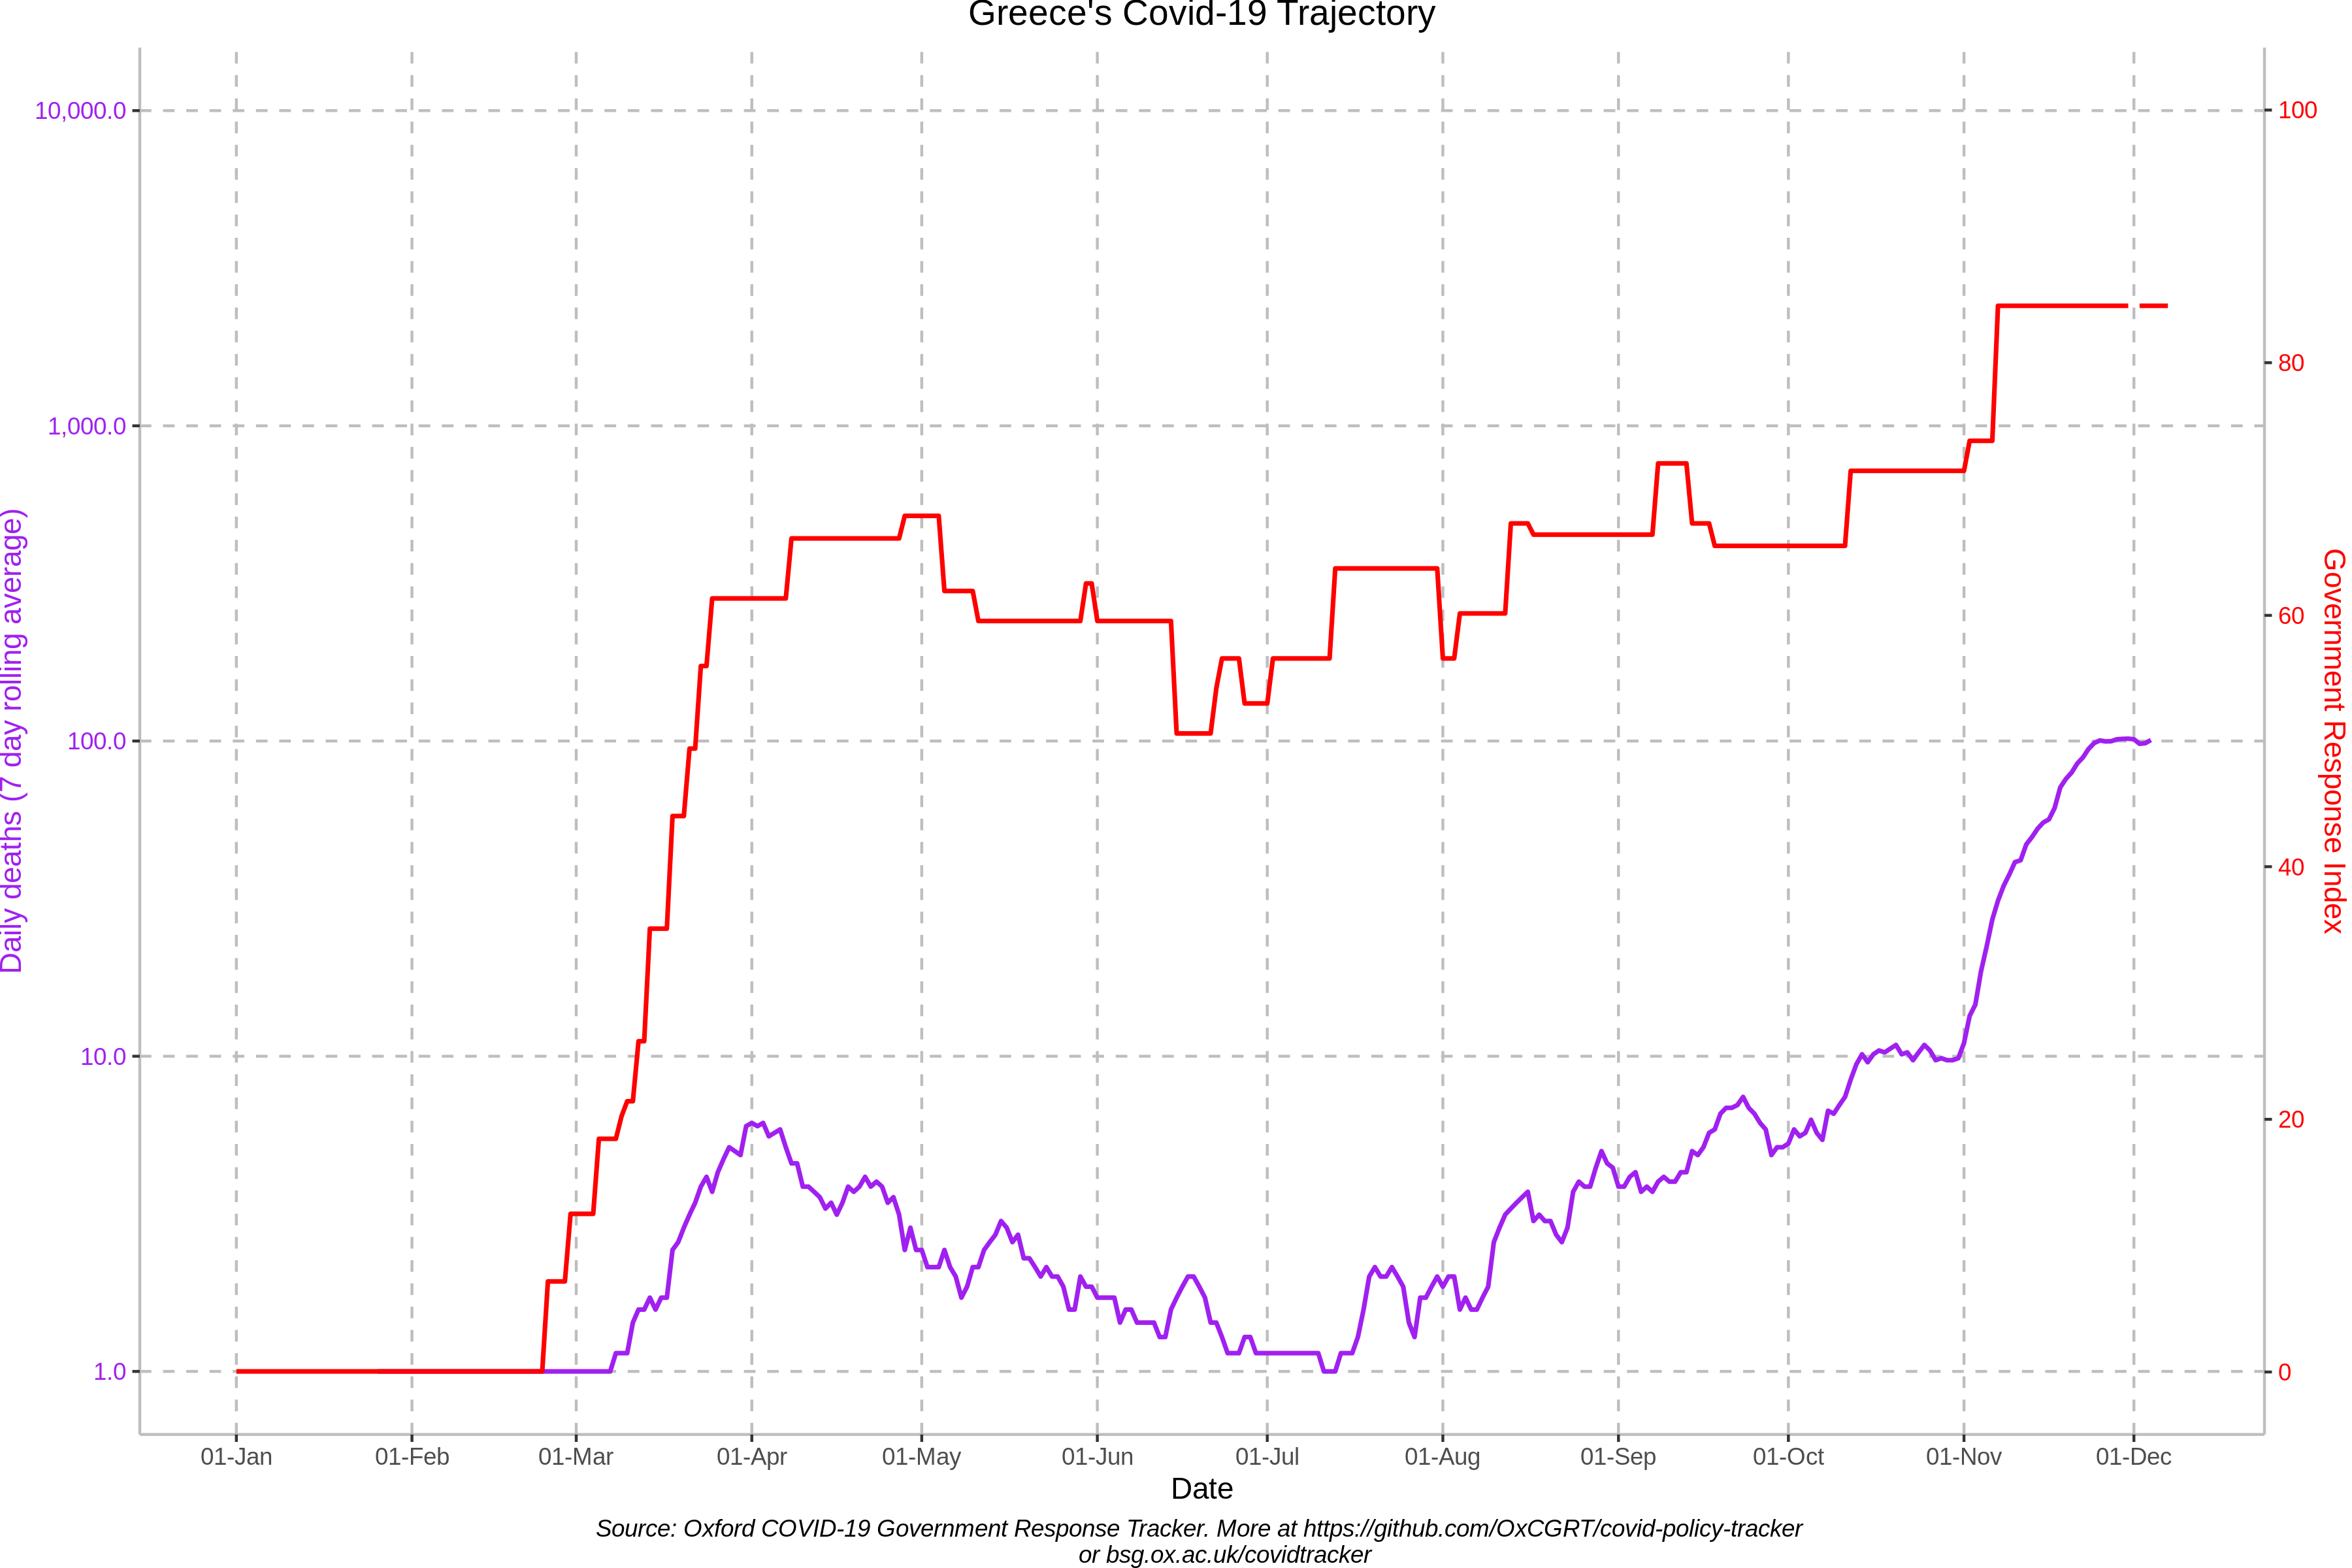 Greece's Covid-19 Trajectory
10,000.0
1,000.0
100.0
10.0
1.0
Daily deaths (7 day rolling average)
100
80
60
40
20
0
Government Response Index
01-Jan
01-Feb
01-Mar
01-Apr
01-May
01-Jun
01-Jul
01-Aug
01-Sep
01-Oct
01-Nov
01-Dec
Date
Source: Oxford COVID-19 Government Response Tracker. More at https://github.com/OxCGRT/covid-policy-tracker
or bsg.ox.ac.uk/covidtracker